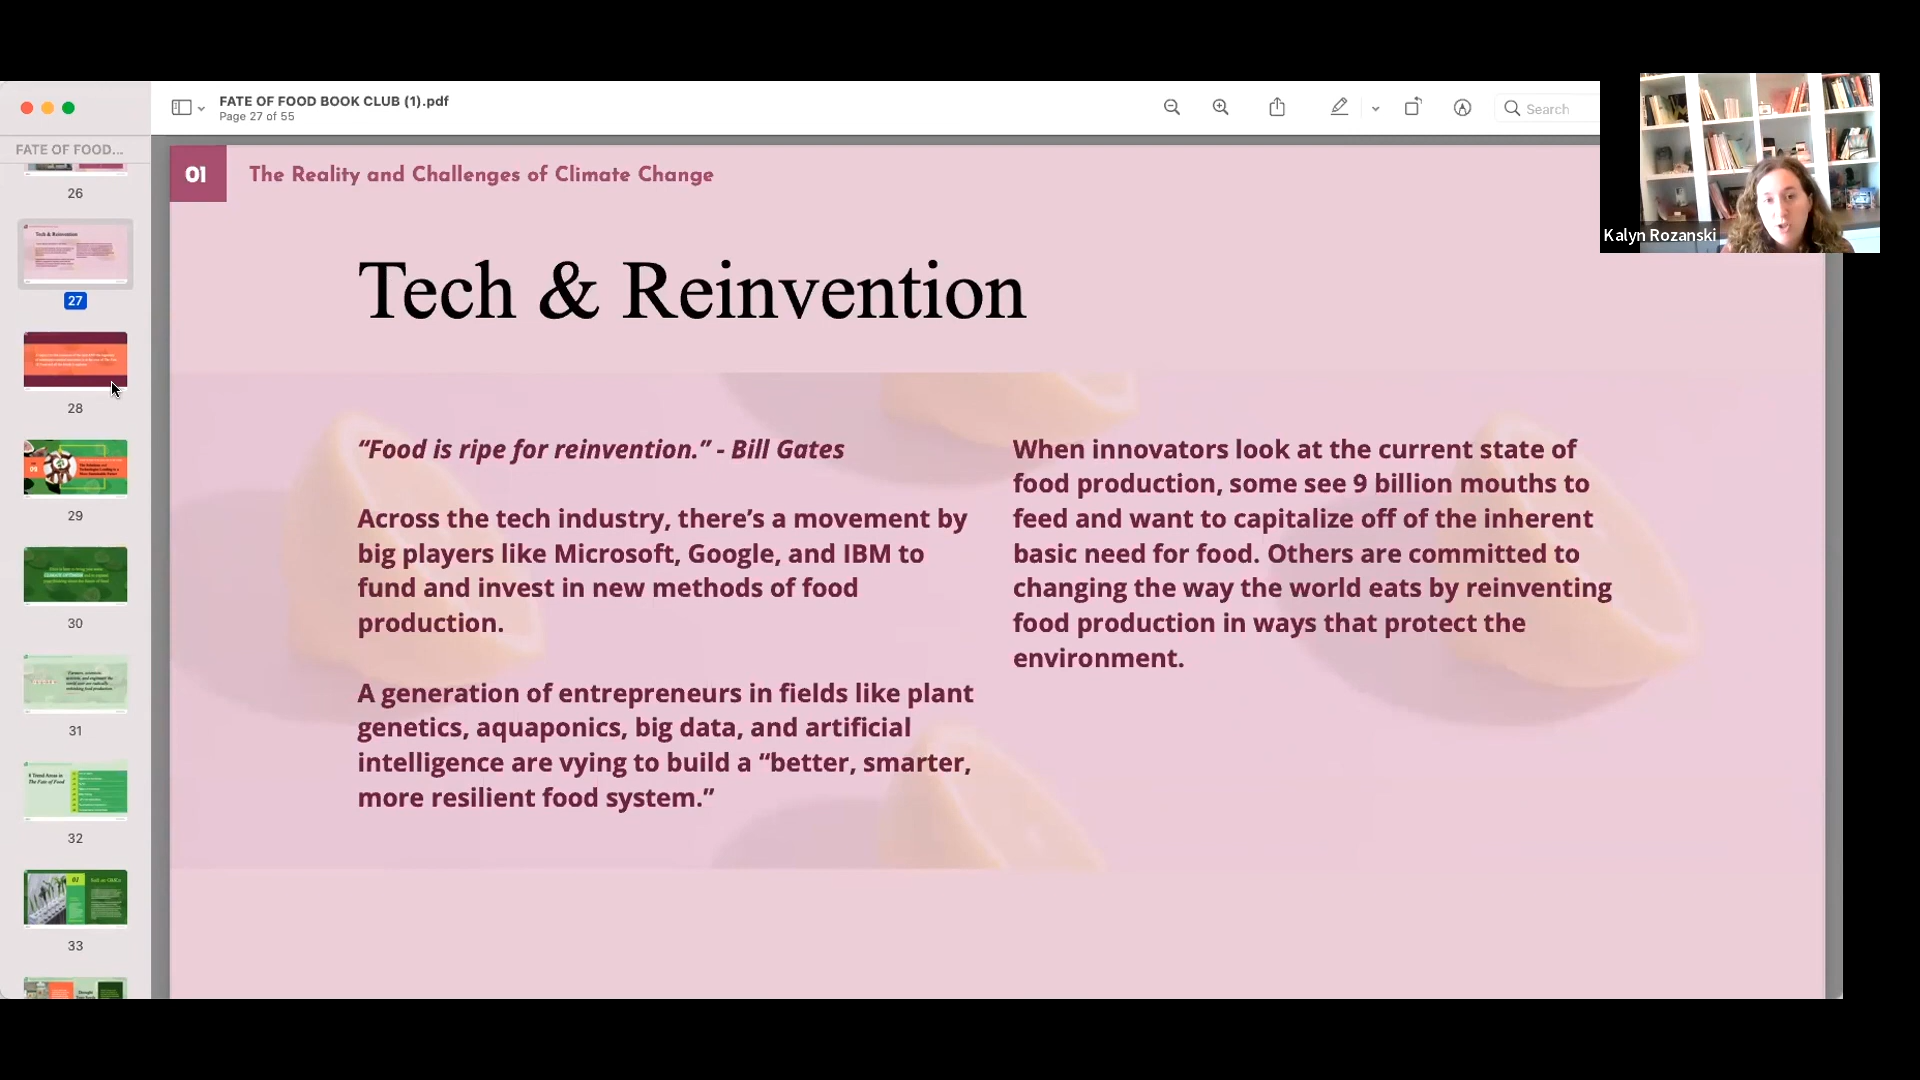 FATE OF FOOD BOOK CLUB (1).pdf
Page 27 of 55
Search
Kalyn Rozanski
FATE OF FOOD...
26
Tech & Reinvention
27
28
29
30
31
32
33
01 The Reality and Challenges of Climate Change
Tech & Reinvention
“Food is ripe for reinvention.” - Bill Gates
Across the tech industry, there’s a movement by
big players like Microsoft, Google, and IBM to
fund and invest in new methods of food
production.
A generation of entrepreneurs in fields like plant
genetics, aquaponics, big data, and artificial
intelligence are vying to build a “better, smarter,
more resilient food system.”
When innovators look at the current state of
food production, some see 9 billion mouths to
feed and want to capitalize off of the inherent
basic need for food. Others are committed to
changing the way the world eats by reinventing
food production in ways that protect the
environment.